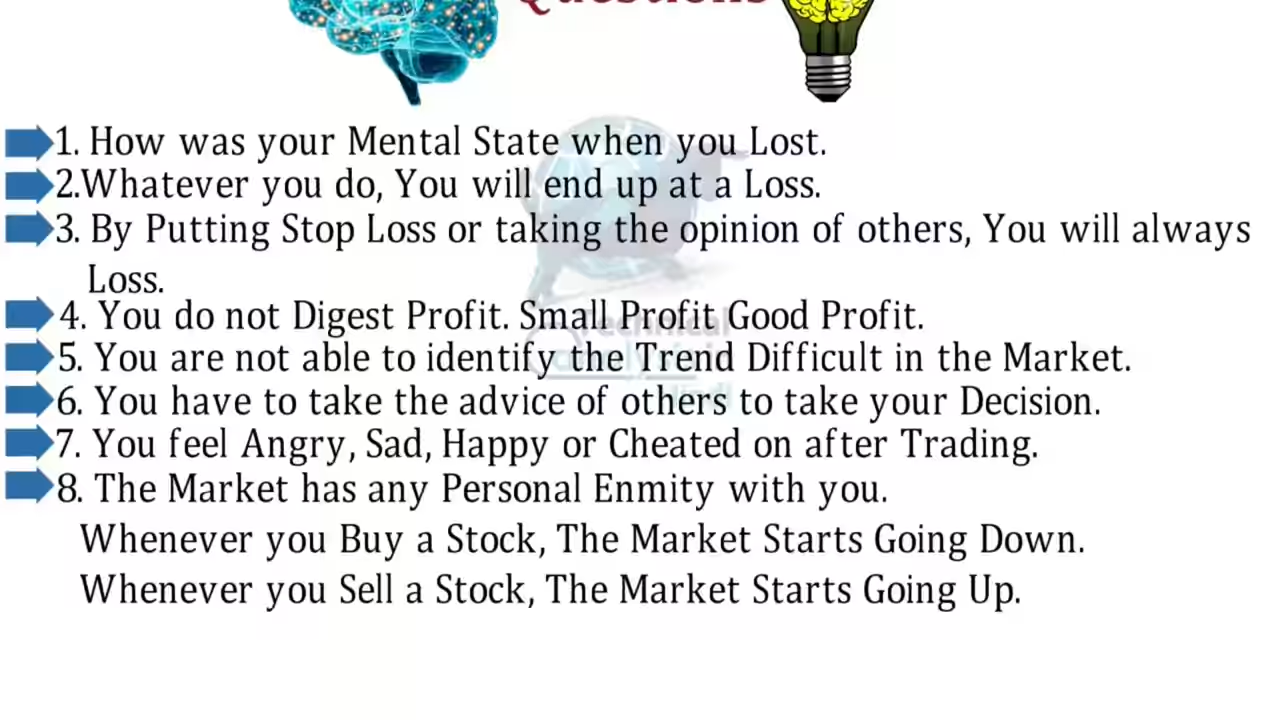 Questions
1. How was your Mental State when you Lost.
2.Whatever you do, You will end up at a Loss.
3. By Putting Stop Loss or taking the opinion of others, You will always
Loss.
4. You do not Digest Profit. Small Profit Good Profit.
5. You are not able to identify the Trend Difficult in the Market.
6. You have to take the advice of others to take your Decision.
7. You feel Angry, Sad, Happy or Cheated on after Trading.
8. The Market has any Personal Enmity with you.
Whenever you Buy a Stock, The Market Starts Going Down.
Whenever you Sell a Stock, The Market Starts Going Up.
Technical
Hindi